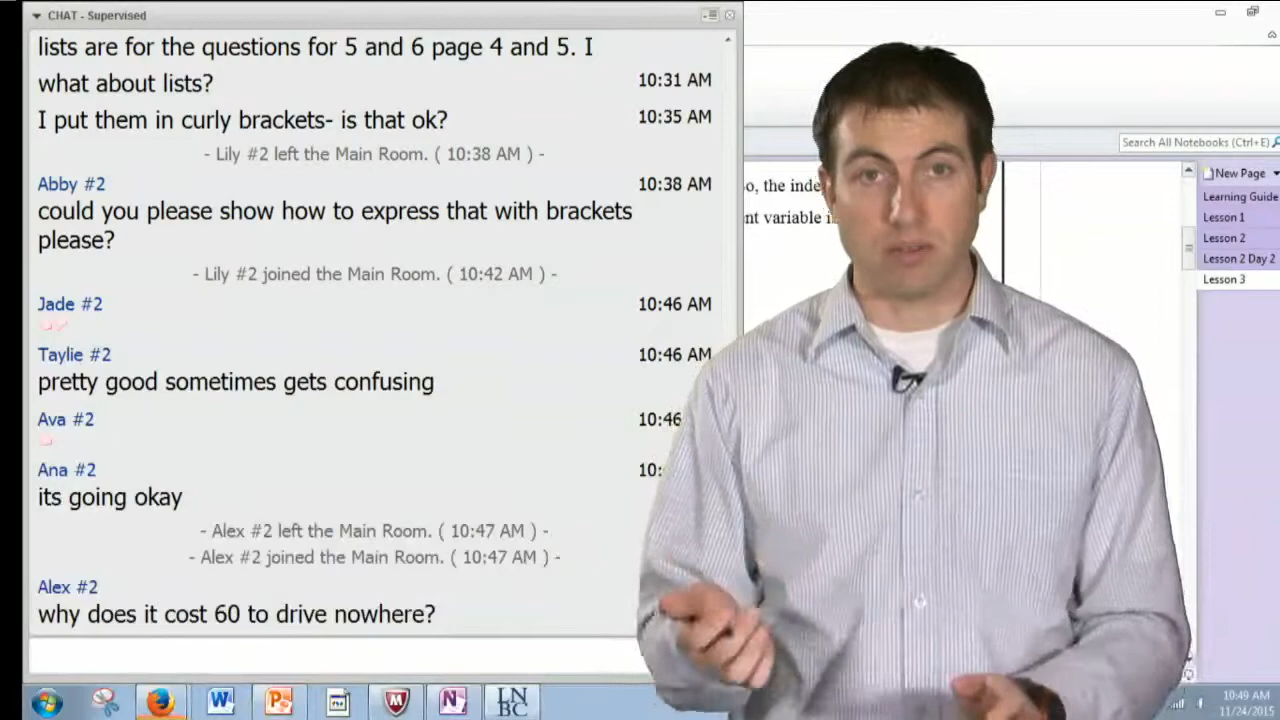 CHAT - Supervised
lists are for the questions for 5 and 6 page 4 and 5. I
what about lists? 10:31 AM
I put them in curly brackets- is that ok? 10:35 AM
- Lily #2 left the Main Room. ( 10:38 AM ) -
Abby #2 10:38 AM
could you please show how to express that with brackets
please?
- Lily #2 joined the Main Room. ( 10:42 AM ) -
Jade #2 10:46 AM
Taylie #2 10:46 AM
pretty good sometimes gets confusing
Ava #2 10:46
Ana #2 10:
its going okay
- Alex #2 left the Main Room. ( 10:47 AM ) -
- Alex #2 joined the Main Room. ( 10:47 AM ) -
Alex #2
why does it cost 60 to drive nowhere?
Search All Notebooks (Ctrl+E)
o, the inde
nt variable i
New Page
Learning Guide
Lesson 1
Lesson 2
Lesson 2 Day 2
Lesson 3
LN
BC
10:49 AM
11/24/2015